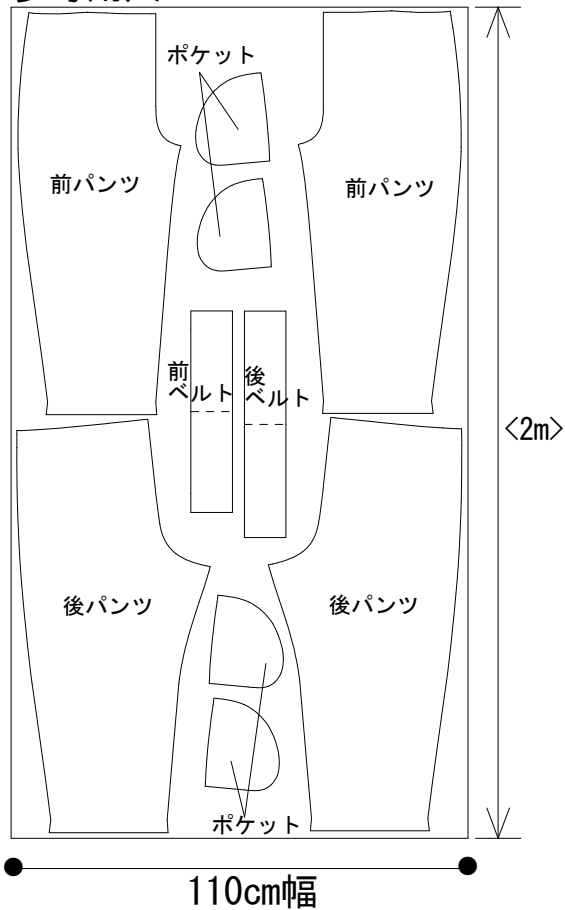 ポケット
前パンツ
前パンツ
前
ベルト
後
ベルト
<2m>
後パンツ
後パンツ
ポケット
110cm幅